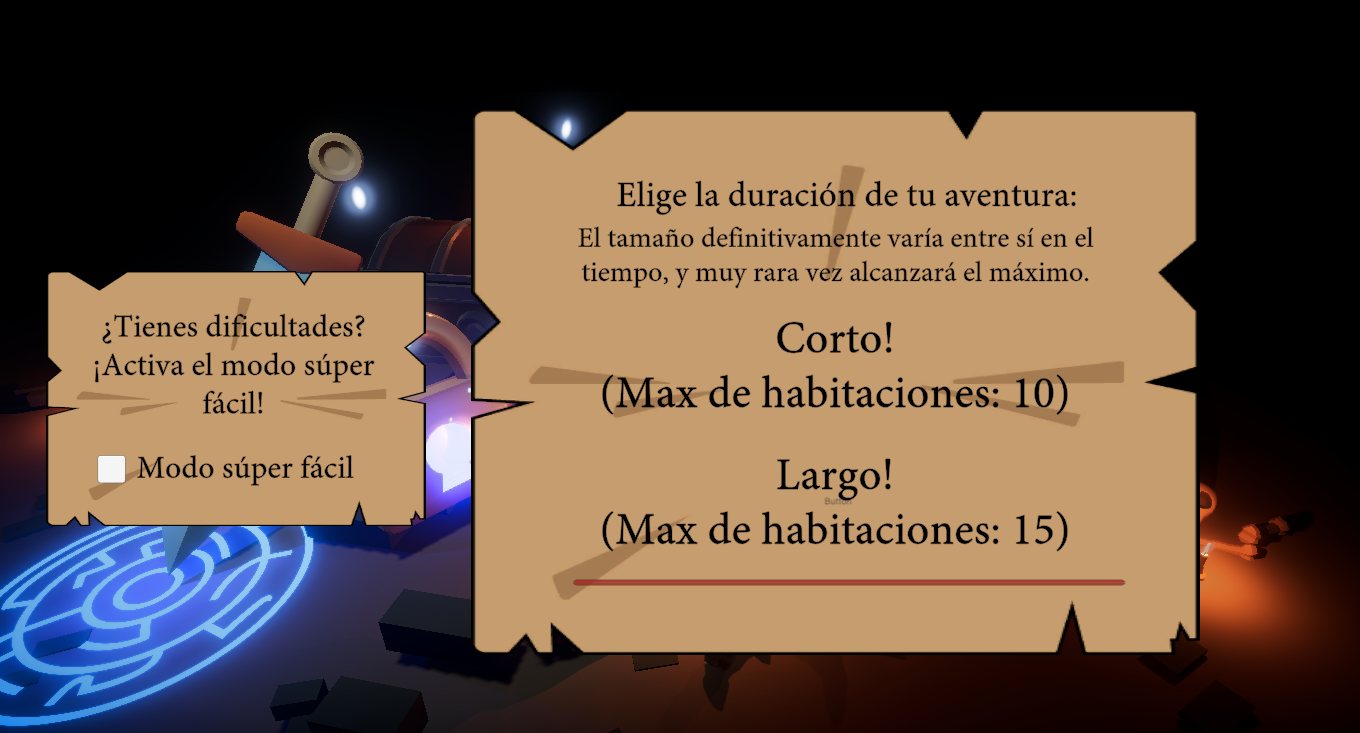 ¿Tienes dificultades?
¡Activa el modo súper
fácil!
Modo súper fácil
Elige la duración de tu aventura:
El tamaño definitivamente varía entre sí en el
tiempo, y muy rara vez alcanzará el máximo.
Corto!
(Max de habitaciones: 10)
Largo!
Button
(Max de habitaciones: 15)